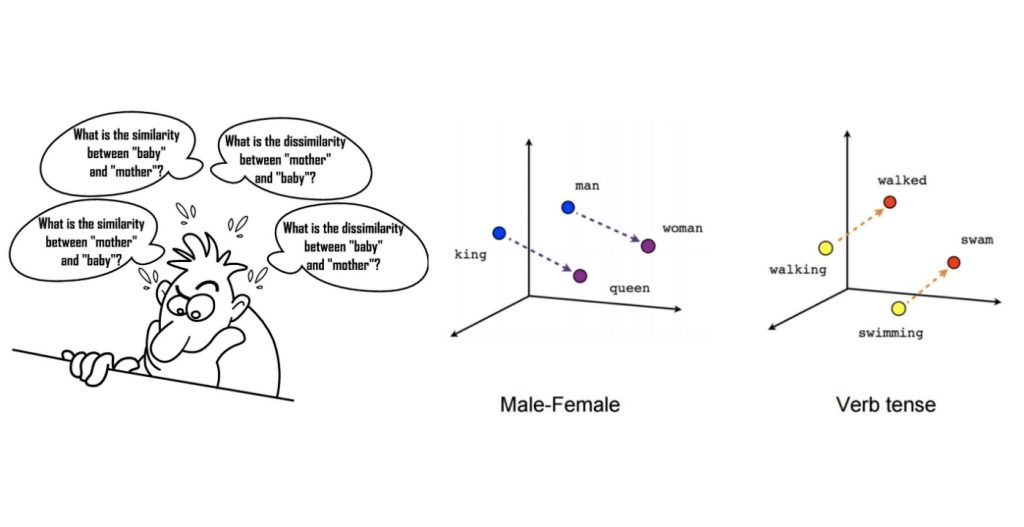 What is the similarity
between "baby"
and "mother"?
What is the dissimilarity
between "mother"
and "baby"?
What is the similarity
between "mother"
and "baby"?
What is the dissimilarity
between "baby"
and "mother"?
man
woman
king
queen
Male-Female
walked
swam
walking
swimming
Verb tense